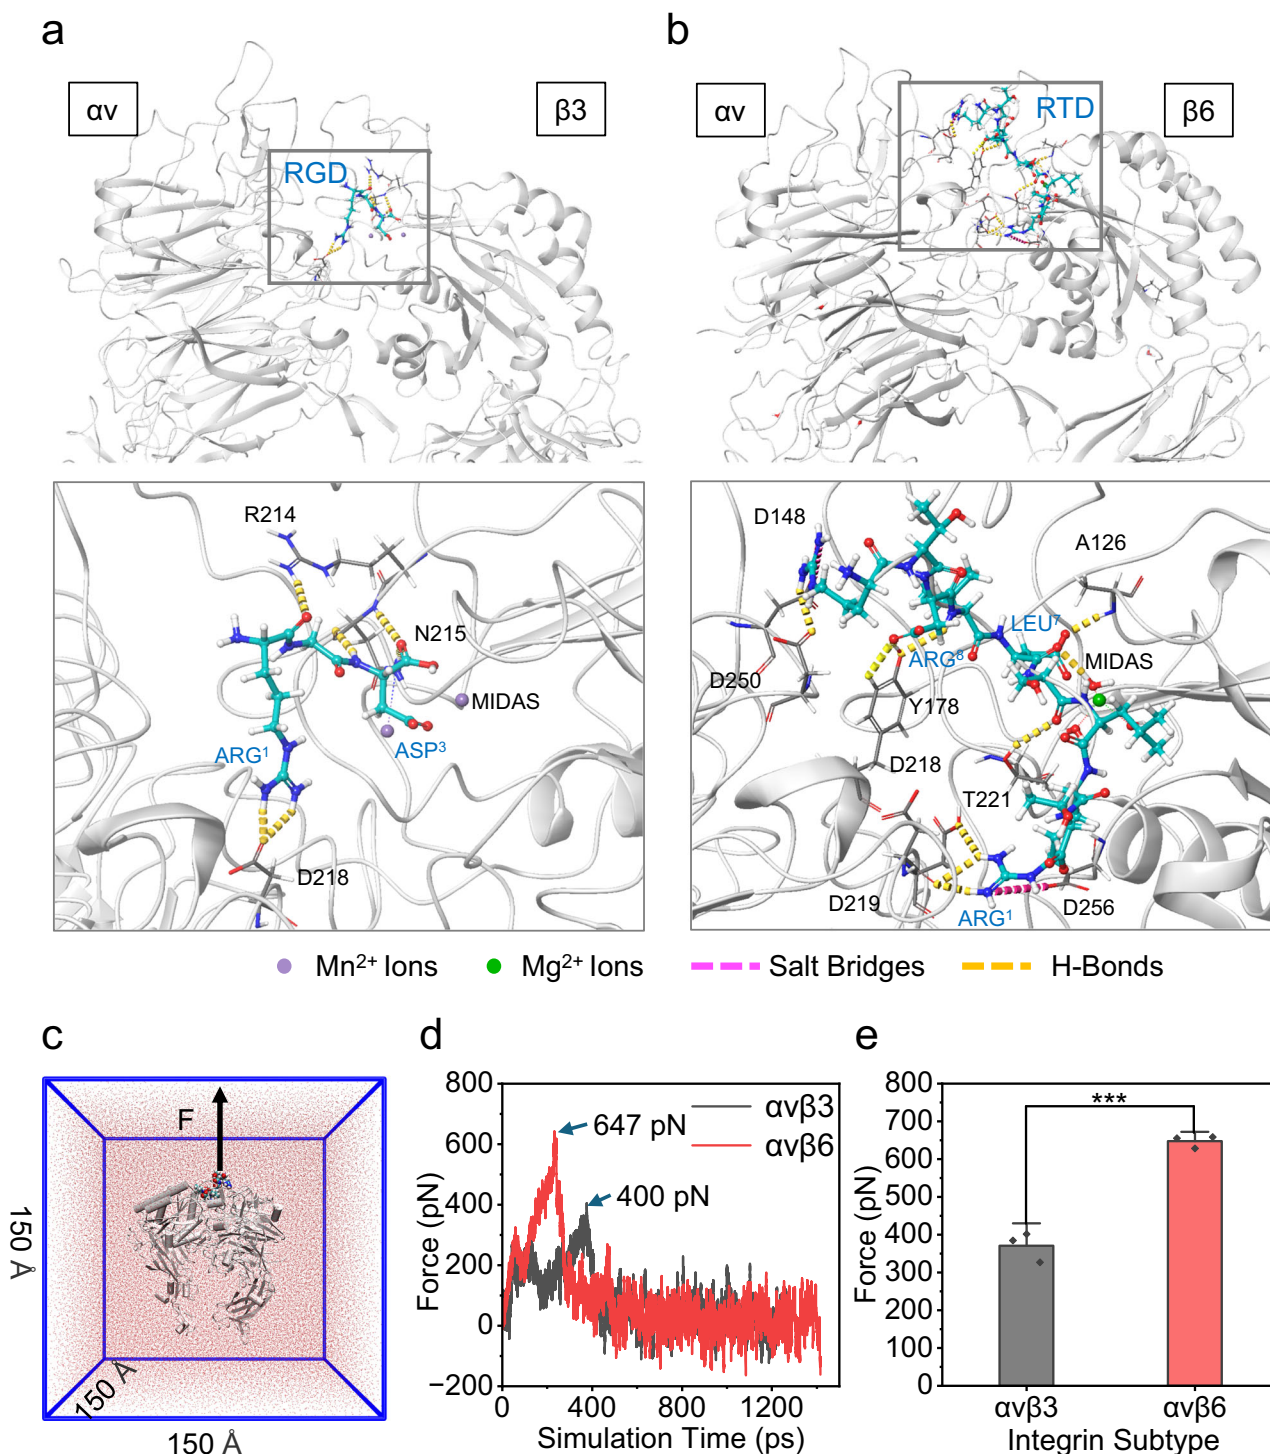 a
αv
β3
RGD
b
αv
β6
RTD
R214
N215
MIDAS
ARG¹
ASP³
D218
D148
A126
LEU⁷
ARG⁸
MIDAS
D250
Y178
D218
T221
D219
ARG¹
D256
Mn²⁺ Ions
Mg²⁺ Ions
Salt Bridges
H-Bonds
c
F
150 Å
150 Å
150 Å
d
800
600
400
200
0
−200
Force (pN)
647 pN
400 pN
αvβ3
αvβ6
0 400 800 1200
Simulation Time (ps)
e
800
700
600
500
400
300
200
100
0
Force (pN)
***
αvβ3 αvβ6
Integrin Subtype